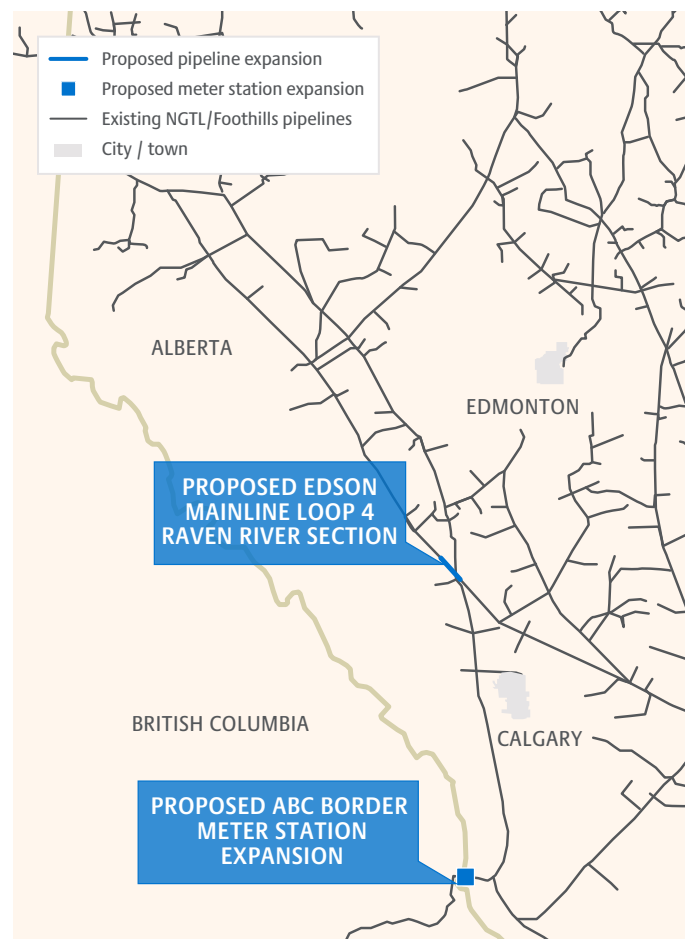 Proposed pipeline expansion
Proposed meter station expansion
Existing NGTL/Foothills pipelines
City / town
ALBERTA
EDMONTON
PROPOSED EDSON
MAINLINE LOOP 4
RAVEN RIVER SECTION
BRITISH COLUMBIA
CALGARY
PROPOSED ABC BORDER
METER STATION
EXPANSION